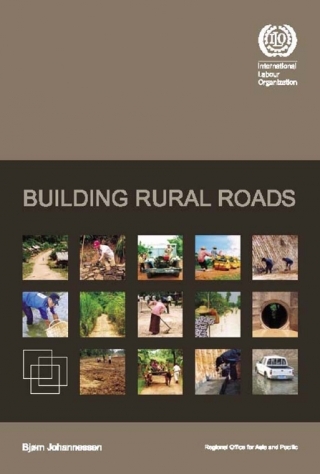 International
Labour
Organization
BUILDING RURAL ROADS
Bjørn Johannessen
Regional Office for Asia and Pacific